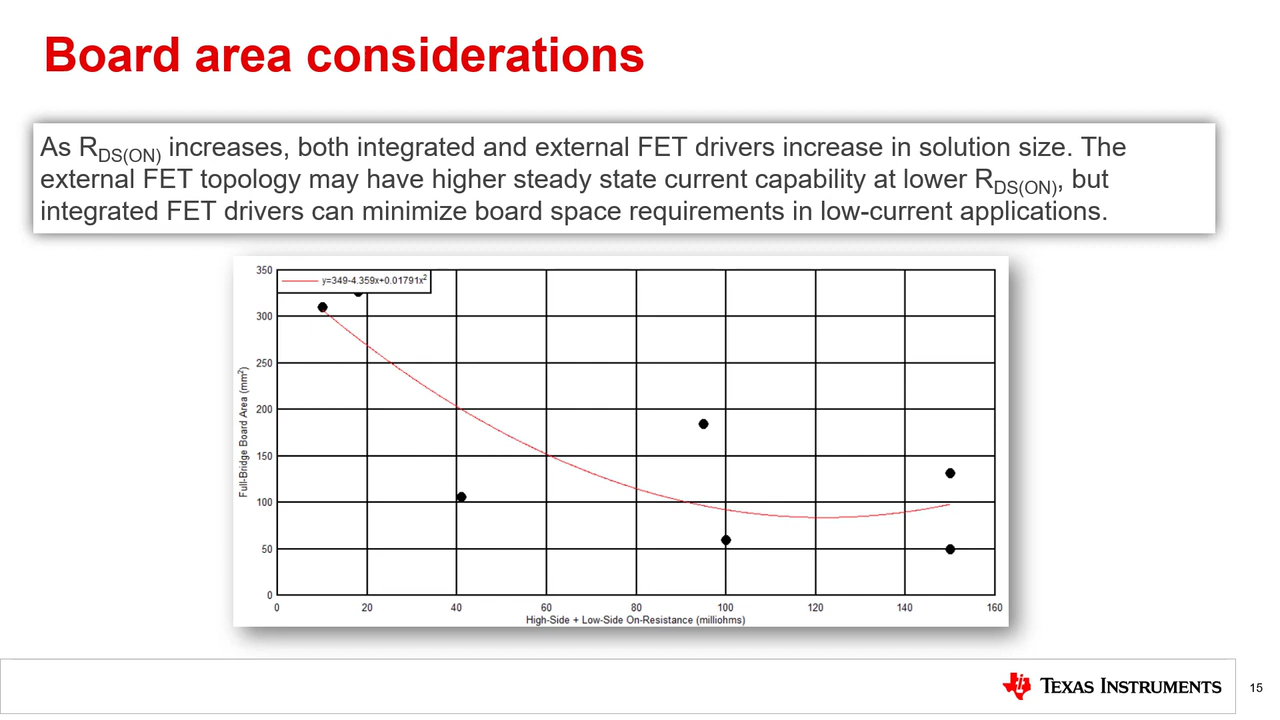 Board area considerations
As RDS(ON) increases, both integrated and external FET drivers increase in solution size. The
external FET topology may have higher steady state current capability at lower RDS(ON), but
integrated FET drivers can minimize board space requirements in low-current applications.
y=349-4.359x+0.01791x²
350
300
250
200
150
100
50
0
Full-Bridge Board Area (mm²)
0 20 40 60 80 100 120 140 160
High-Side + Low-Side On-Resistance (milliohms)
TEXAS INSTRUMENTS
15